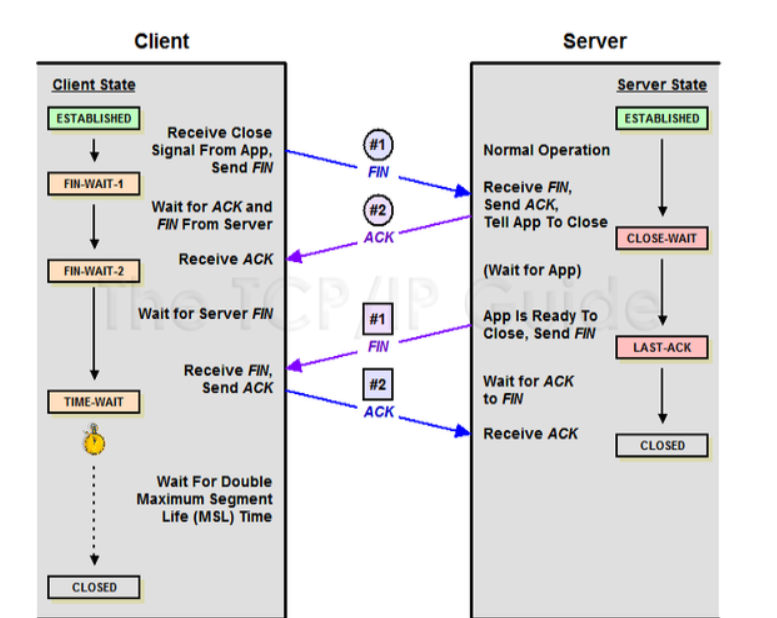 Client
Server
Client State
ESTABLISHED
Receive Close
Signal From App,
Send FIN
FIN-WAIT-1
Wait for ACK and
FIN From Server
Receive ACK
FIN-WAIT-2
Wait for Server FIN
Receive FIN,
Send ACK
TIME-WAIT
Wait For Double
Maximum Segment
Life (MSL) Time
CLOSED
#1
FIN
#2
ACK
#1
FIN
#2
ACK
Server State
ESTABLISHED
Normal Operation
Receive FIN,
Send ACK,
Tell App To Close
CLOSE-WAIT
(Wait for App)
App Is Ready To
Close, Send FIN
LAST-ACK
Wait for ACK
to FIN
Receive ACK
CLOSED
The TCP/IP Guide